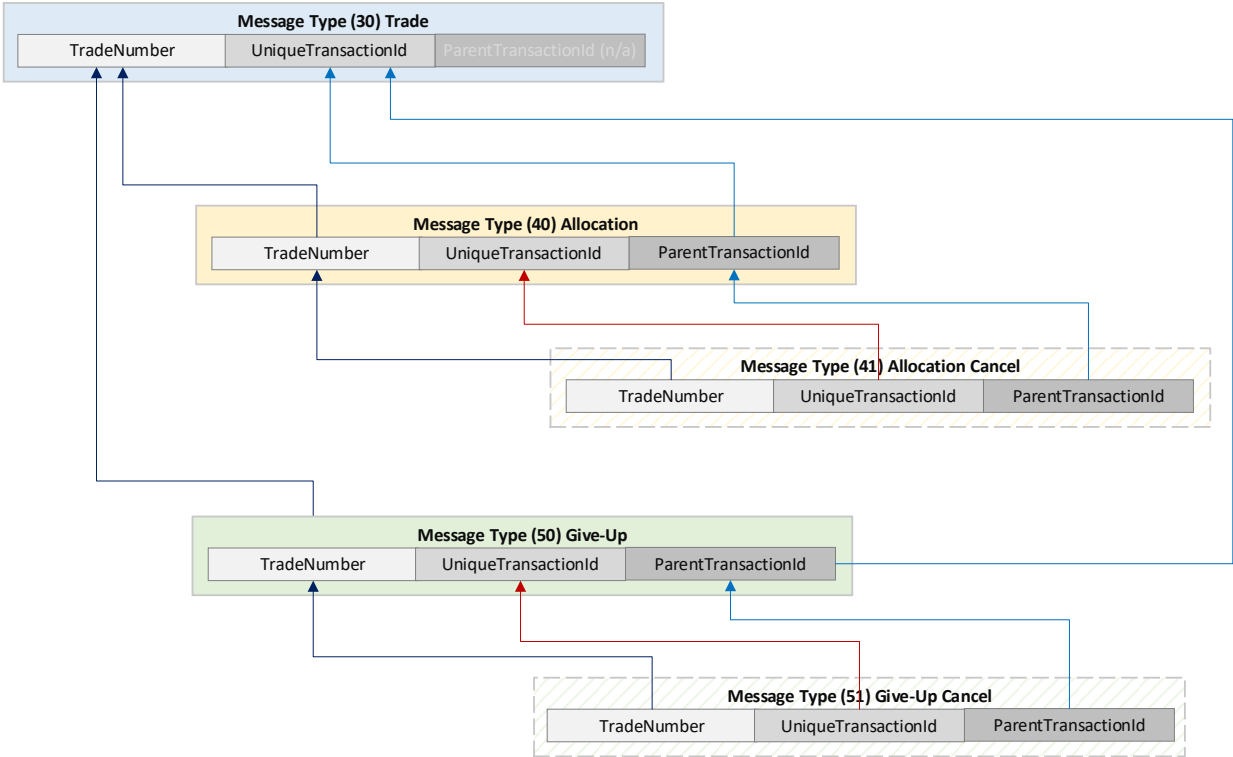 Message Type (30) Trade
TradeNumber UniqueTransactionId ParentTransactionId (n/a)
Message Type (40) Allocation
TradeNumber UniqueTransactionId ParentTransactionId
Message Type (41) Allocation Cancel
TradeNumber UniqueTransactionId ParentTransactionId
Message Type (50) Give-Up
TradeNumber UniqueTransactionId ParentTransactionId
Message Type (51) Give-Up Cancel
TradeNumber UniqueTransactionId ParentTransactionId